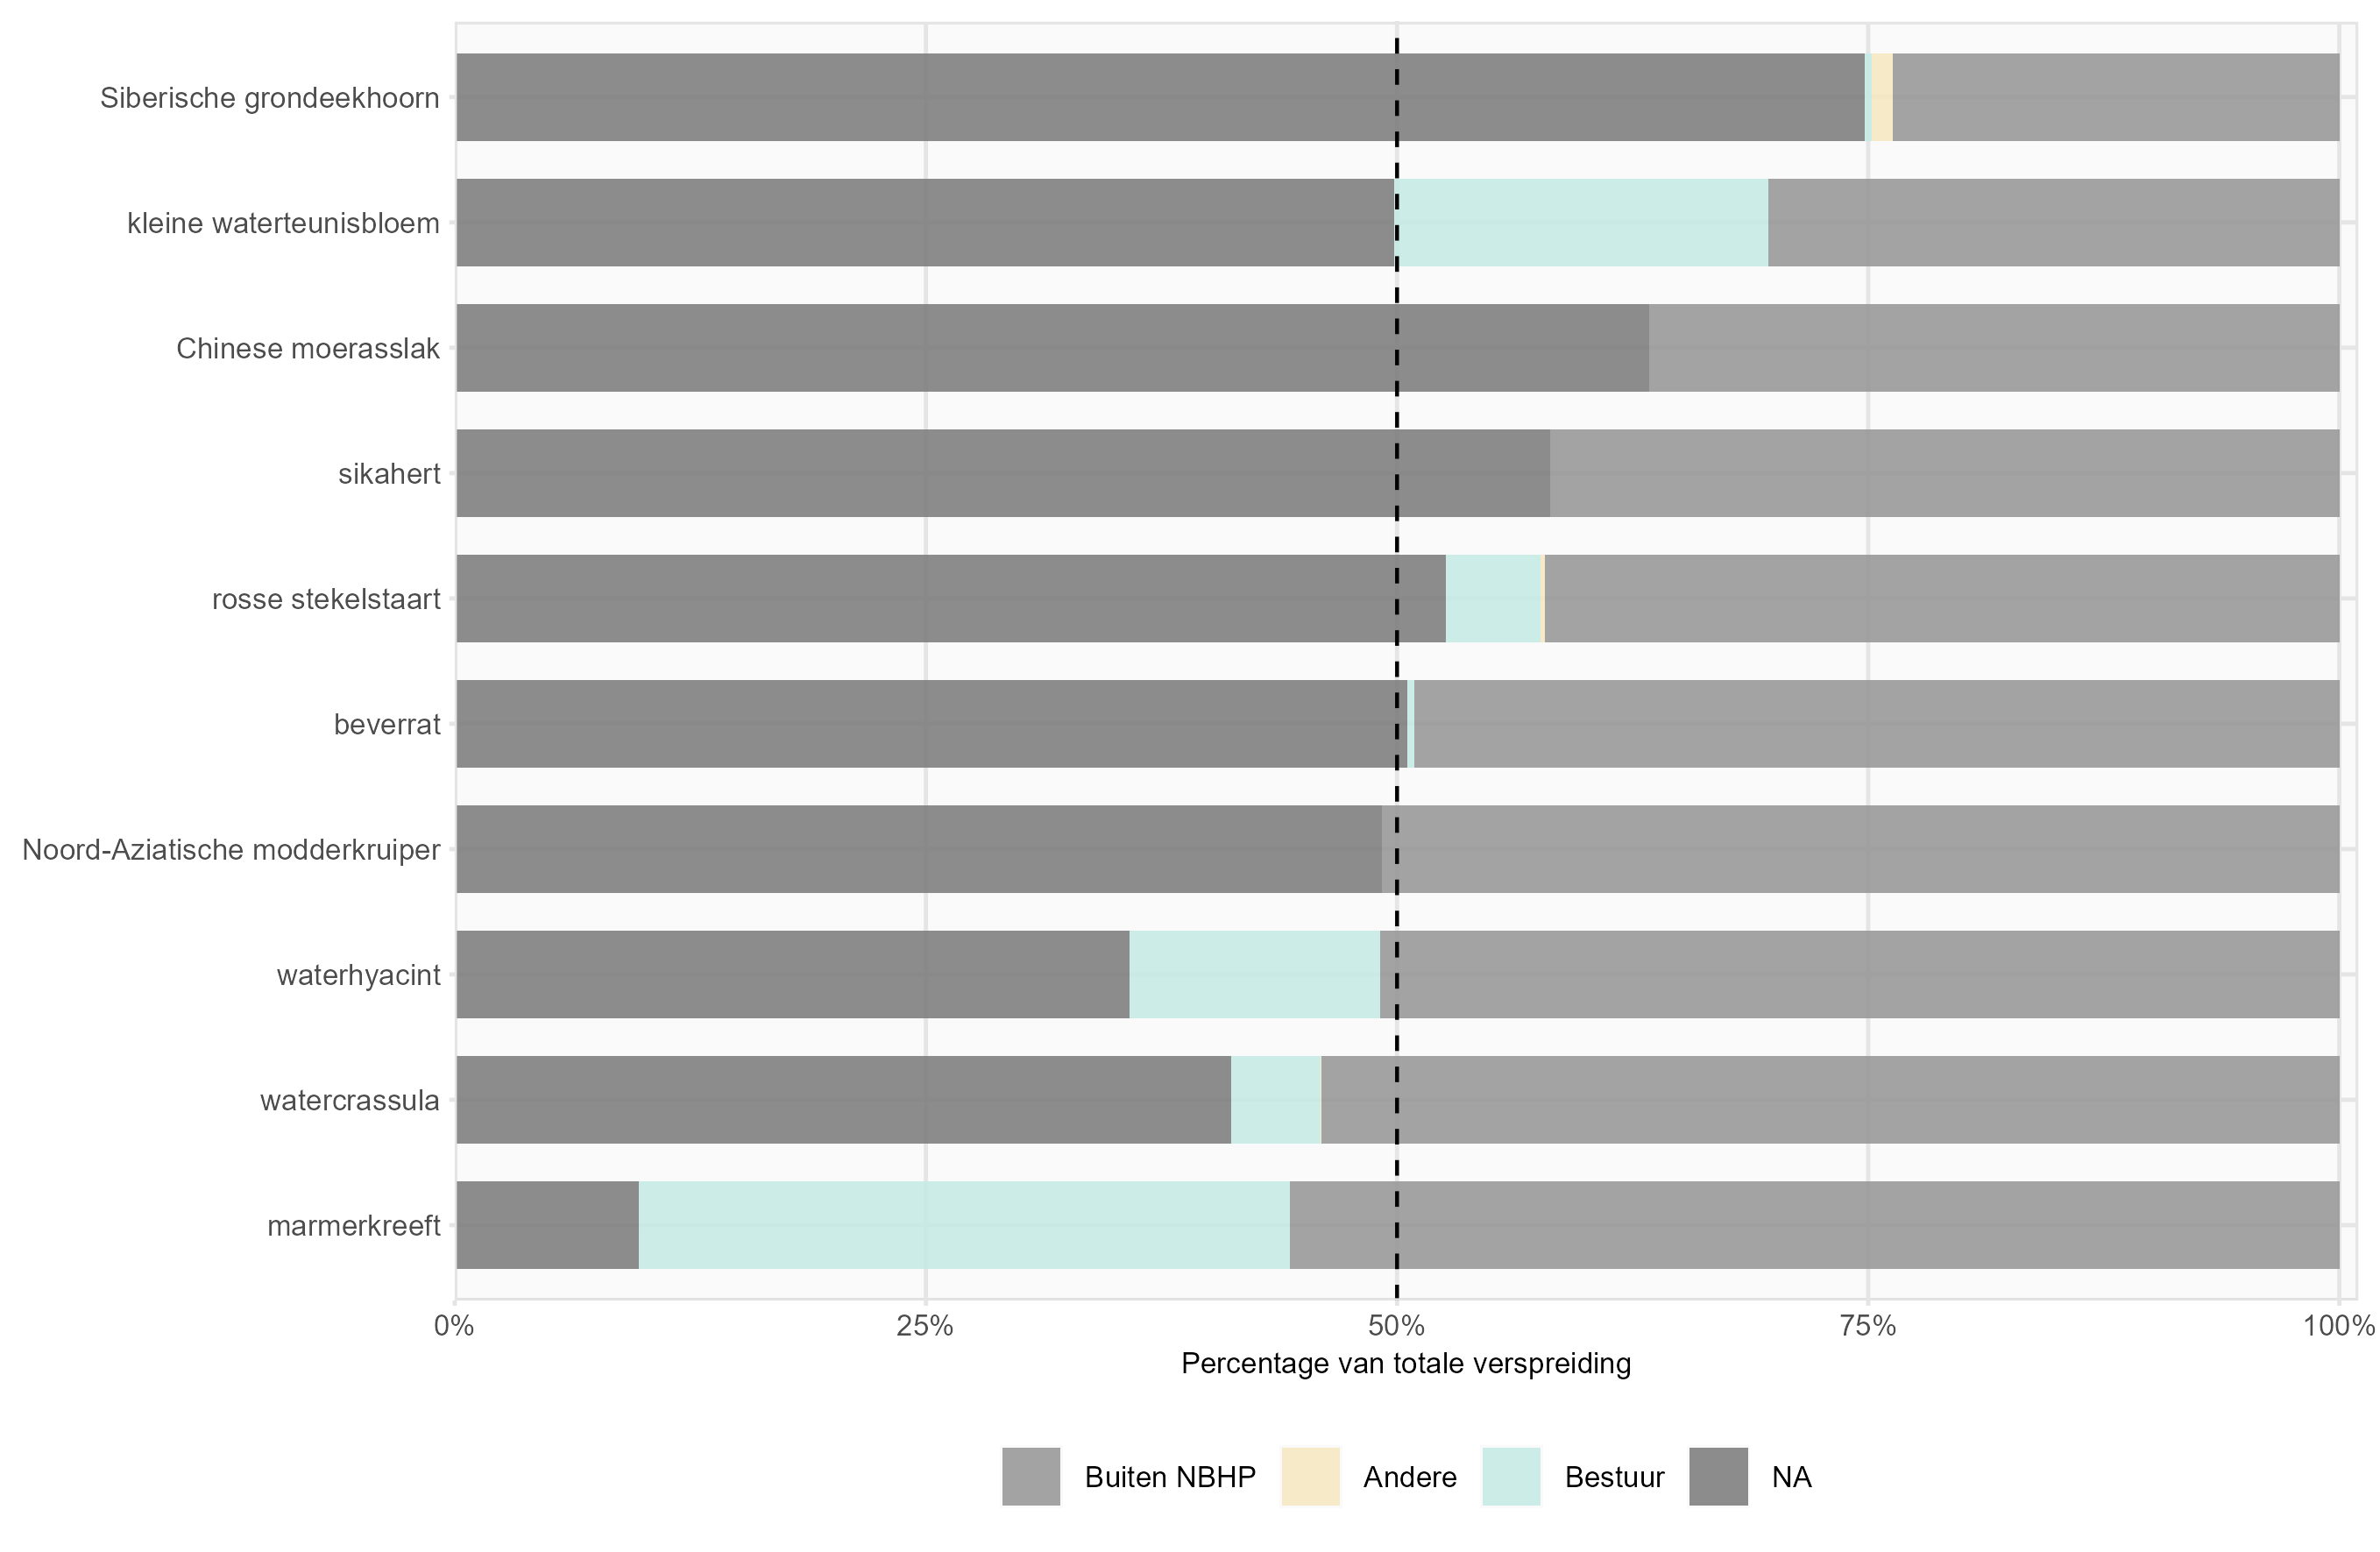 Siberische grondeekhoorn
kleine waterteunisbloem
Chinese moerasslak
sikahert
rosse stekelstaart
beverrat
Noord-Aziatische modderkruiper
waterhyacint
watercrassula
marmerkreeft
0% 25% 50% 75% 100%
Percentage van totale verspreiding
Buiten NBHP Andere Bestuur NA